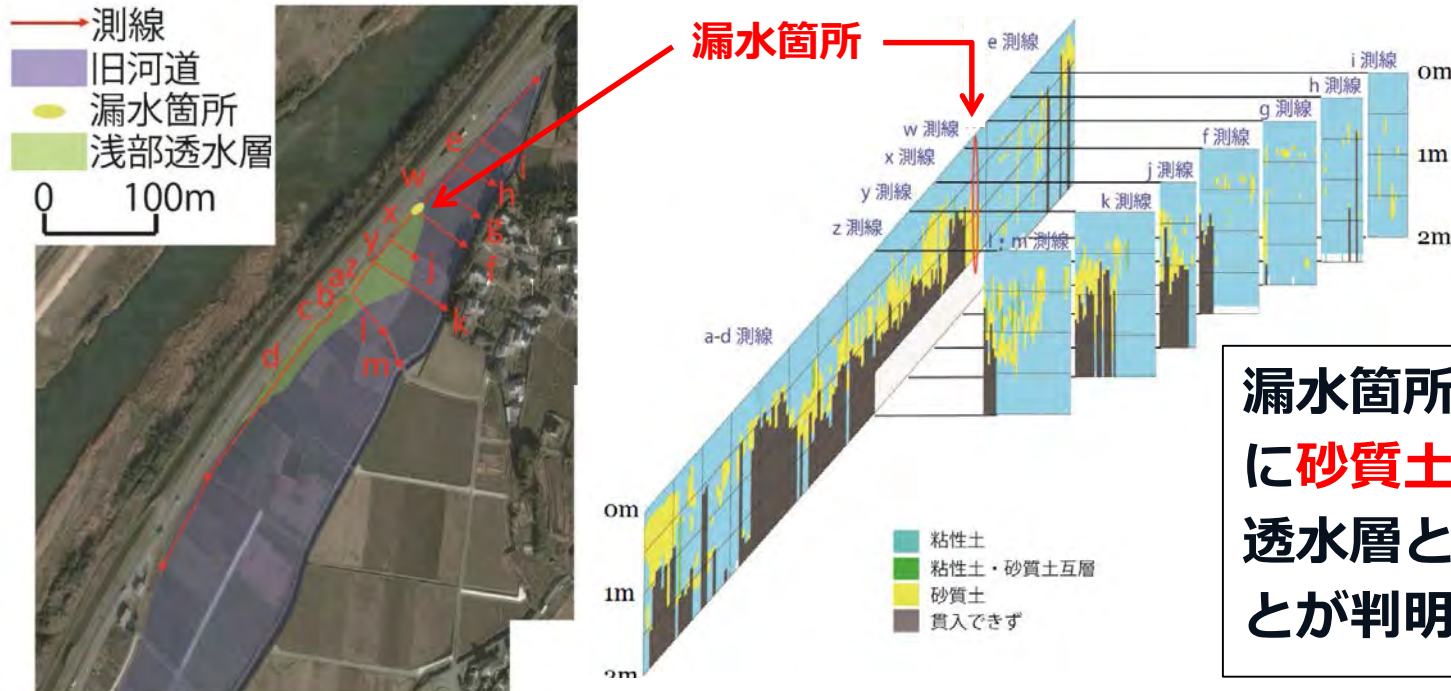 測線
旧河道
漏水箇所
浅部透水層
0 100m
e
w
x
y
z
a
b
c
d
i
h
g
f
j
k
l
m
漏水箇所
e 測線
w 測線
x 測線
y 測線
z 測線
a-d 測線
i 測線
h 測線
g 測線
f 測線
j 測線
k 測線
l・m 測線
0m
1m
2m
0m
1m
2m
粘性土
粘性土・砂質土互層
砂質土
貫入できず
漏水箇所
に砂質土
透水層と
とが判明